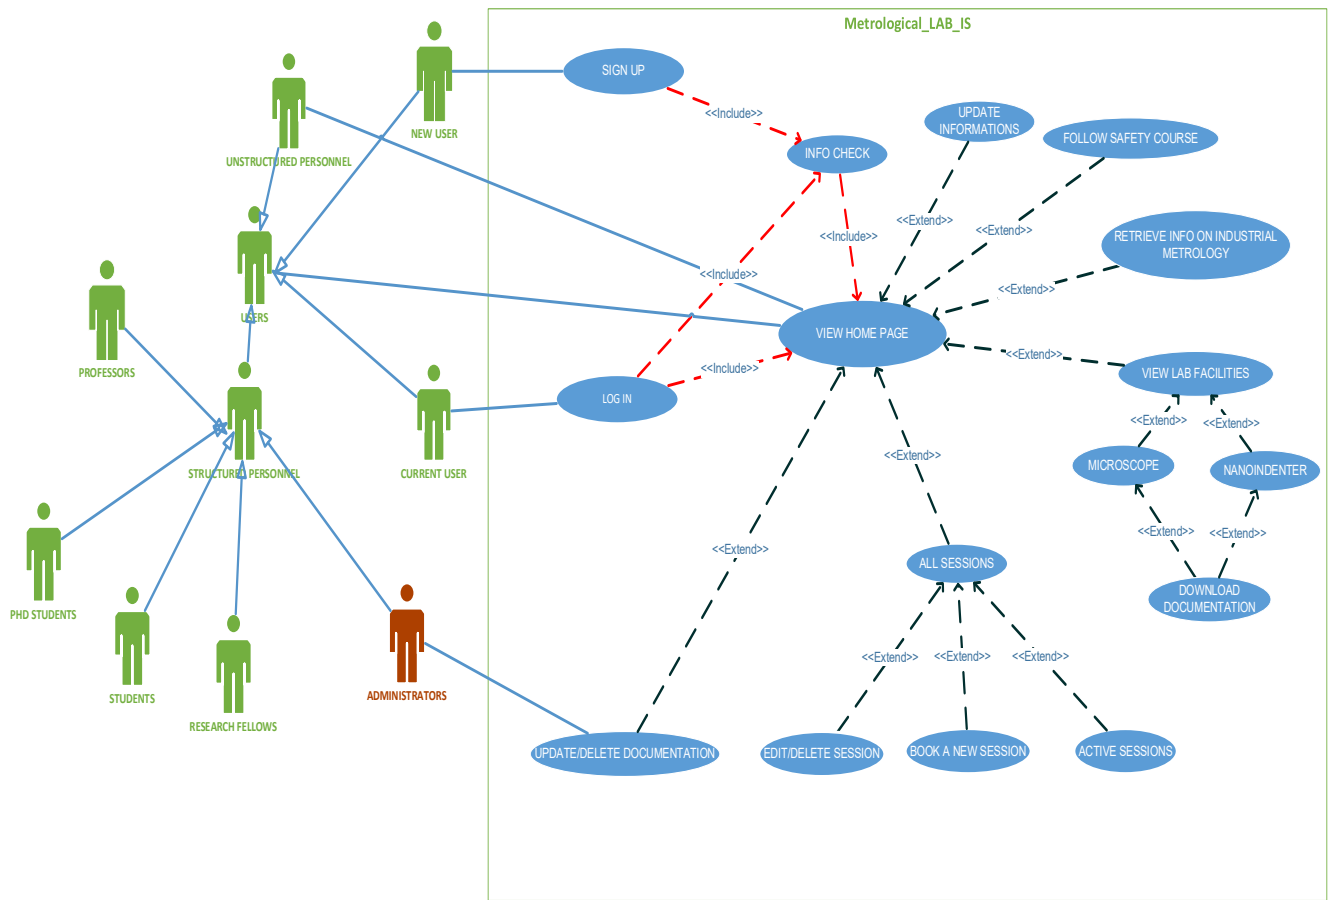 Metrological_LAB_IS
SIGN UP
<<Include>>
UPDATE
INFORMATIONS
FOLLOW SAFETY COURSE
NEW USER
INFO CHECK
UNSTRUCTURED PERSONNEL
<<Extend>>
<<Include>>
<<Extend>>
RETRIEVE INFO ON INDUSTRIAL
METROLOGY
<<Include>>
<<Extend>>
USERS
VIEW HOME PAGE
<<Extend>>
PROFESSORS
<<Include>>
VIEW LAB FACILITIES
LOG IN
<<Extend>>
<<Extend>>
<<Extend>>
STRUCTURED PERSONNEL
CURRENT USER
MICROSCOPE
NANOINDENTER
<<Extend>>
<<Extend>>
<<Extend>>
ALL SESSIONS
DOWNLOAD
DOCUMENTATION
PHD STUDENTS
<<Extend>>
<<Extend>>
<<Extend>>
STUDENTS
ADMINISTRATORS
RESEARCH FELLOWS
UPDATE/DELETE DOCUMENTATION
EDIT/DELETE SESSION
BOOK A NEW SESSION
ACTIVE SESSIONS